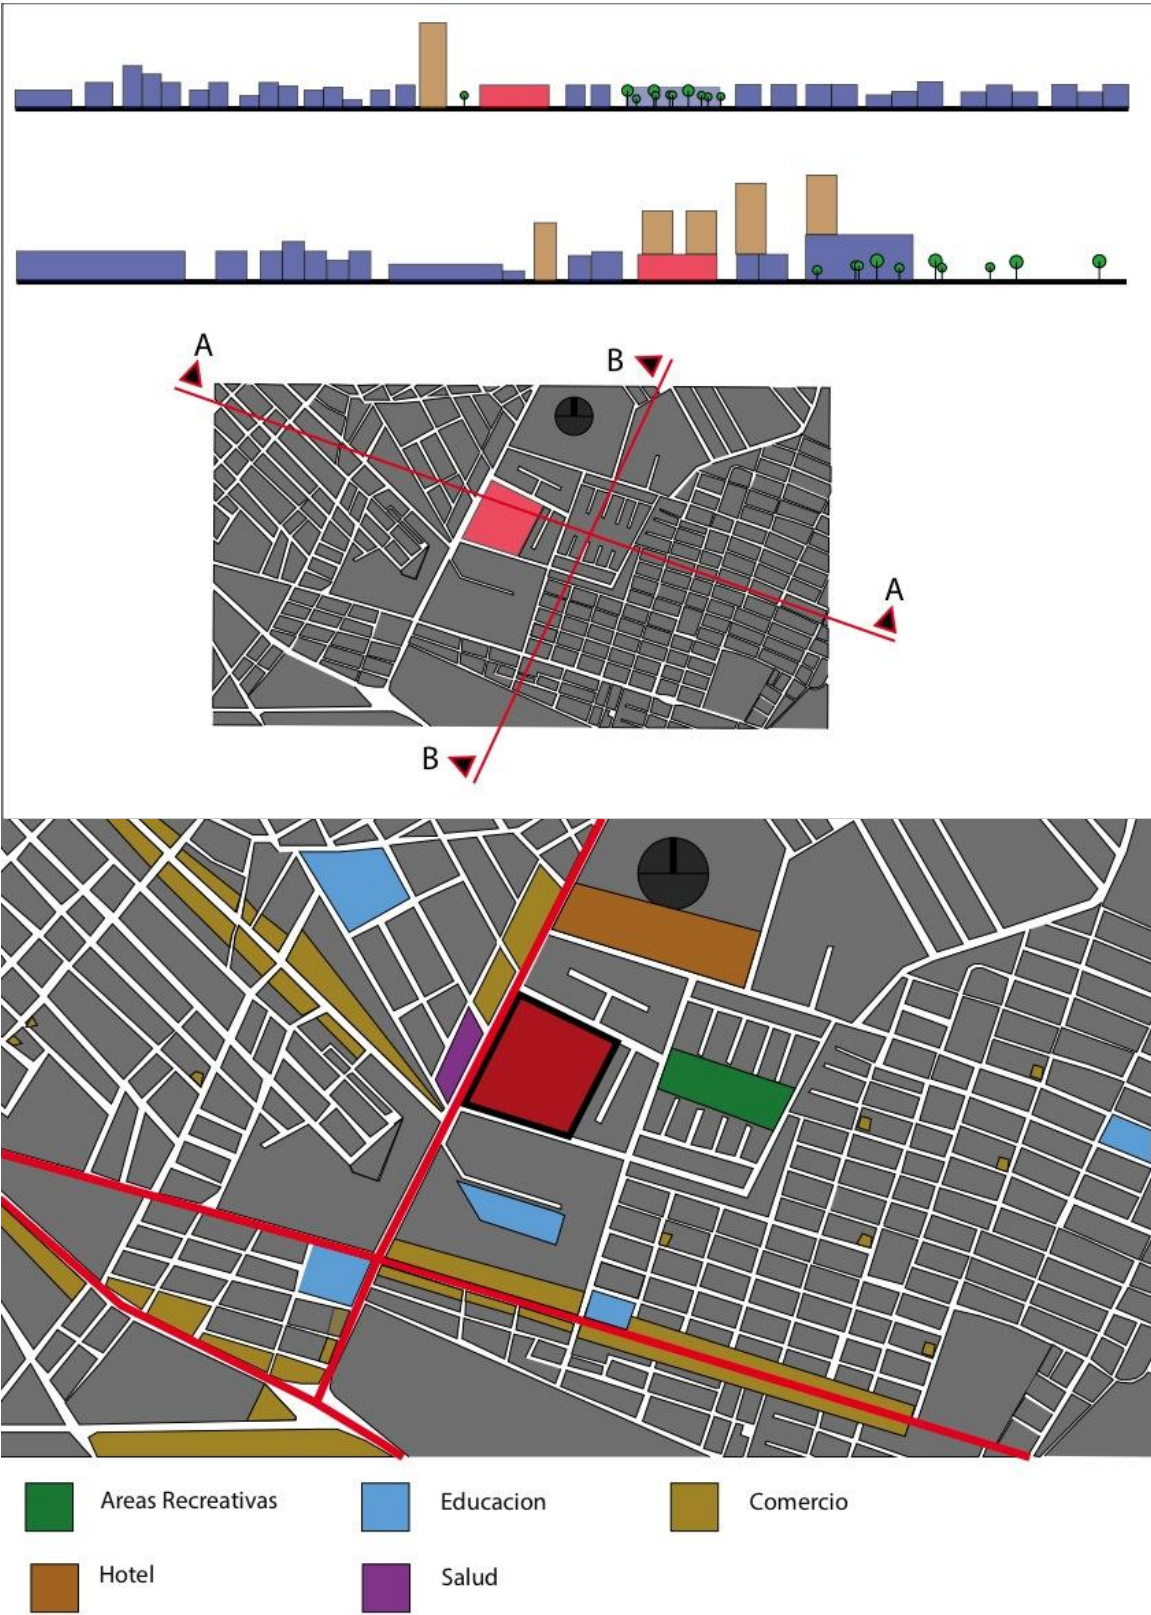 A
B
A
B
Areas Recreativas
Educacion
Comercio
Hotel
Salud